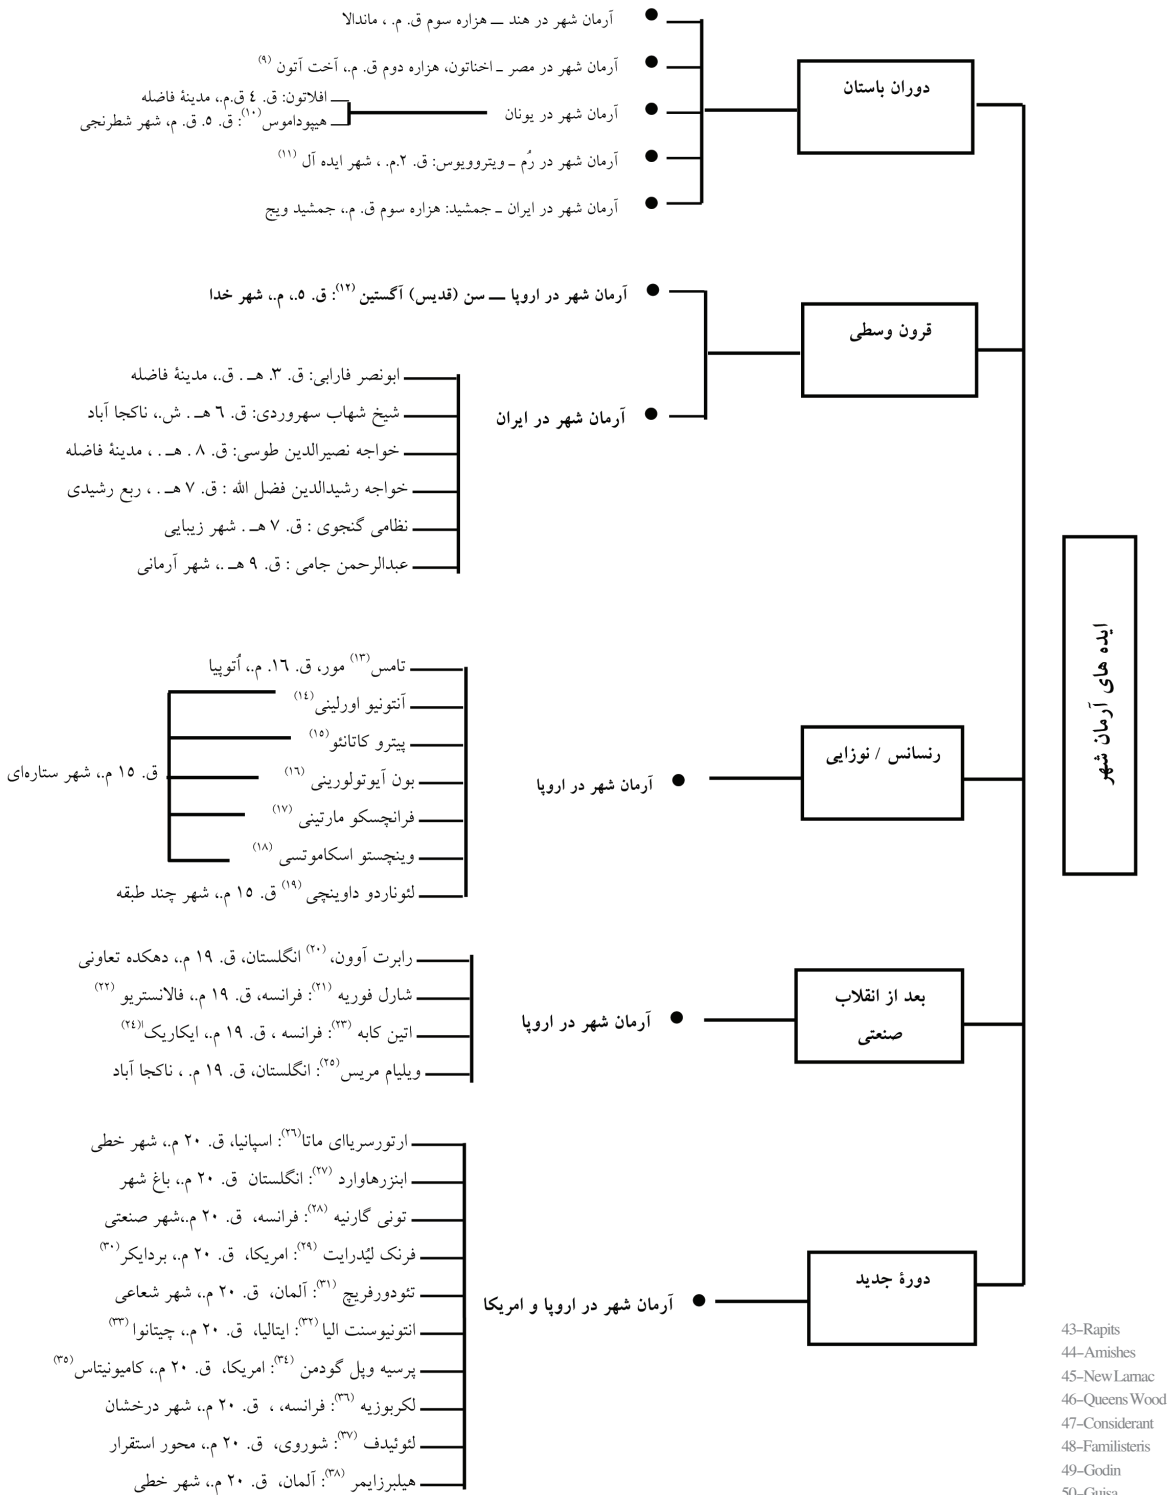 ایده های آرمان شهر
دوران باستان
● آرمان شهر در هند ــ هزاره سوم ق. م. ، ماندالا
● آرمان شهر در مصر ـ اخناتون، هزاره دوم ق. م.، آخت آتون (۹)
● آرمان شهر در یونان
افلاتون: ق. ٤ ق.م.، مدینهٔ فاضله
هیپوداموس(۱۰): ق. ٥. ق. م، شهر شطرنجی
● آرمان شهر در رُم ـ ویتروویوس: ق. ۲.م. ، شهر ایده آل (۱۱)
● آرمان شهر در ایران ـ جمشید: هزاره سوم ق. م.، جمشید ویج
قرون وسطی
● آرمان شهر در اروپا ــ سن (قدیس) آگستین (۱۲): ق. ٥.، م.، شهر خدا
● آرمان شهر در ایران
ابونصر فارابی: ق. ۳. هـ . ق.، مدینهٔ فاضله
شیخ شهاب سهروردی: ق. ٦ هـ . ش.، ناکجا آباد
خواجه نصیرالدین طوسی: ق. ۸ . هـ . ، مدینهٔ فاضله
خواجه رشیدالدین فضل الله : ق. ۷ هـ . ، ربع رشیدی
نظامی گنجوی : ق. ۷ هـ . شهر زیبایی
عبدالرحمن جامی : ق. ۹ هـ .، شهر آرمانی
رنسانس / نوزایی
● آرمان شهر در اروپا
تامس(۱۳) مور، ق. ۱٦. م.، اُتوپیا
آنتونیو اورلینی(۱٤)
پیترو کاتانئو(۱٥)
بون آیوتولورینی (۱٦)
فرانچسکو مارتینی (۱۷)
وینچستو اسکاموتسی (۱۸)
ق. ۱٥ م.، شهر ستاره‌ای
لئوناردو داوینچی (۱۹) ق. ۱٥ م.، شهر چند طبقه
بعد از انقلاب
صنعتی
● آرمان شهر در اروپا
رابرت آوون، (۲۰) انگلستان، ق. ۱۹ م.، دهکده تعاونی
شارل فوریه (۲۱): فرانسه، ق. ۱۹ م.، فالانستریو (۲۲)
اتین کابه (۲۳): فرانسه ، ق. ۱۹ م.، ایکاریک(۲٤)
ویلیام مریس(۲٥): انگلستان، ق. ۱۹ م. ، ناکجا آباد
دورهٔ جدید
● آرمان شهر در اروپا و امریکا
ارتورسریاای ماتا(۲٦): اسپانیا، ق. ۲۰ م.، شهر خطی
ابنزرهاوارد (۲۷): انگلستان ق. ۲۰ م.، باغ شهر
تونی گارنیه (۲۸): فرانسه، ق. ۲۰ م.،شهر صنعتی
فرنک لیُدرایت (۲۹): امریکا، ق. ۲۰ م.، بردایکر(۳۰)
تئودورفریچ (۳۱): آلمان، ق. ۲۰ م.، شهر شعاعی
انتونیوسنت الیا (۳۲): ایتالیا، ق. ۲۰ م.، چیتانوا (۳۳)
پرسیه وپل گودمن (۳٤): امریکا، ق. ۲۰ م.، کامیونیتاس(۳٥)
لکربوزیه (۳٦): فرانسه، ، ق. ۲۰ م.، شهر درخشان
لئوئیدف (۳۷): شوروی، ق. ۲۰ م.، محور استقرار
هیلبرزایمر (۳۸): آلمان، ق. ۲۰ م.، شهر خطی
43–Rapits
44–Amishes
45–New Larnac
46–Queens Wood
47–Considerant
48–Familisteris
49–Godin
50–Guisa